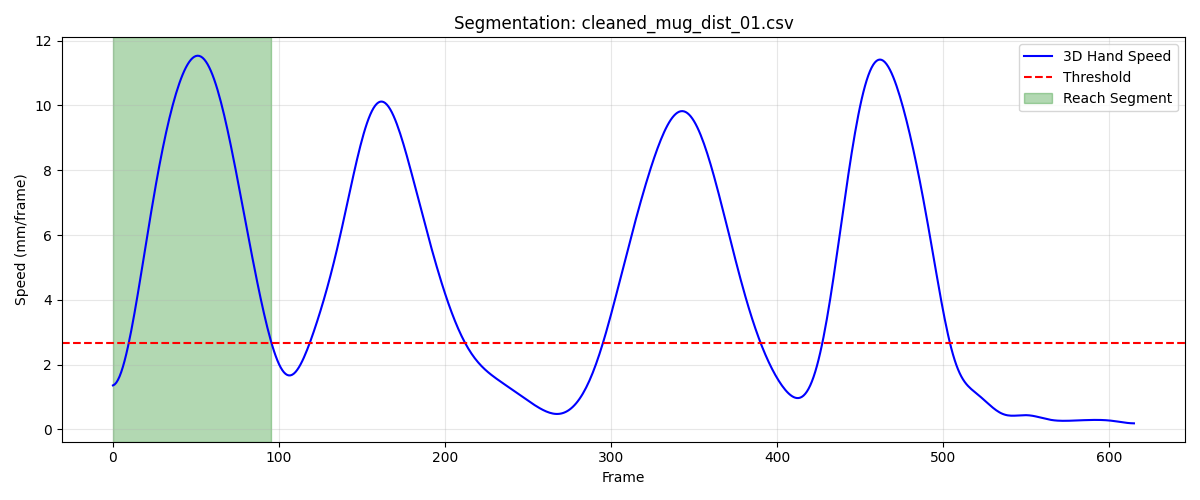 Segmentation: cleaned_mug_dist_01.csv
12
10
8
6
4
2
0
Speed (mm/frame)
3D Hand Speed
Threshold
Reach Segment
0 100 200 300 400 500 600
Frame